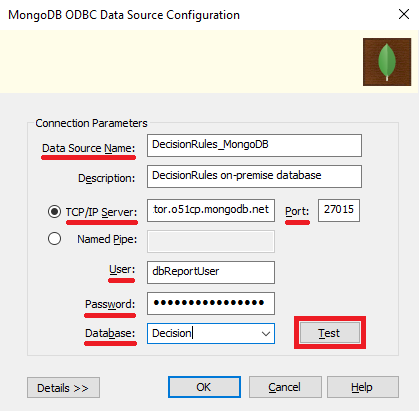 MongoDB ODBC Data Source Configuration
Connection Parameters
Data Source Name: DecisionRules_MongoDB
Description: DecisionRules on-premise database
TCP/IP Server: tor.o51cp.mongodb.net Port: 27015
Named Pipe:
User: dbReportUser
Password: ••••••••••••••••
Database: Decision Test
Details >> OK Cancel Help